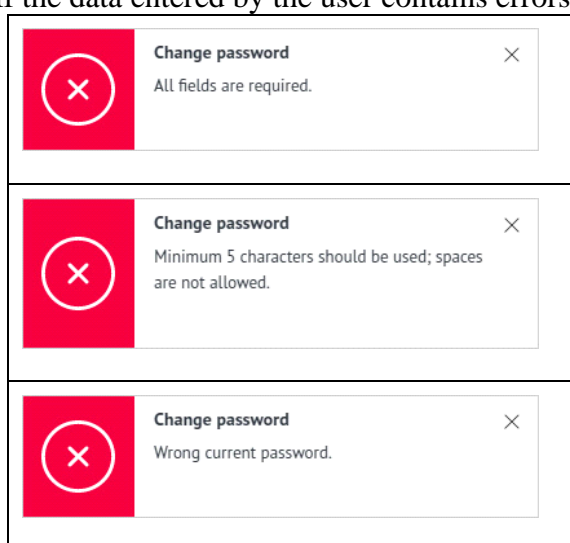 if the data entered by the user contains errors
Change password
All fields are required.
Change password
Minimum 5 characters should be used; spaces
are not allowed.
Change password
Wrong current password.